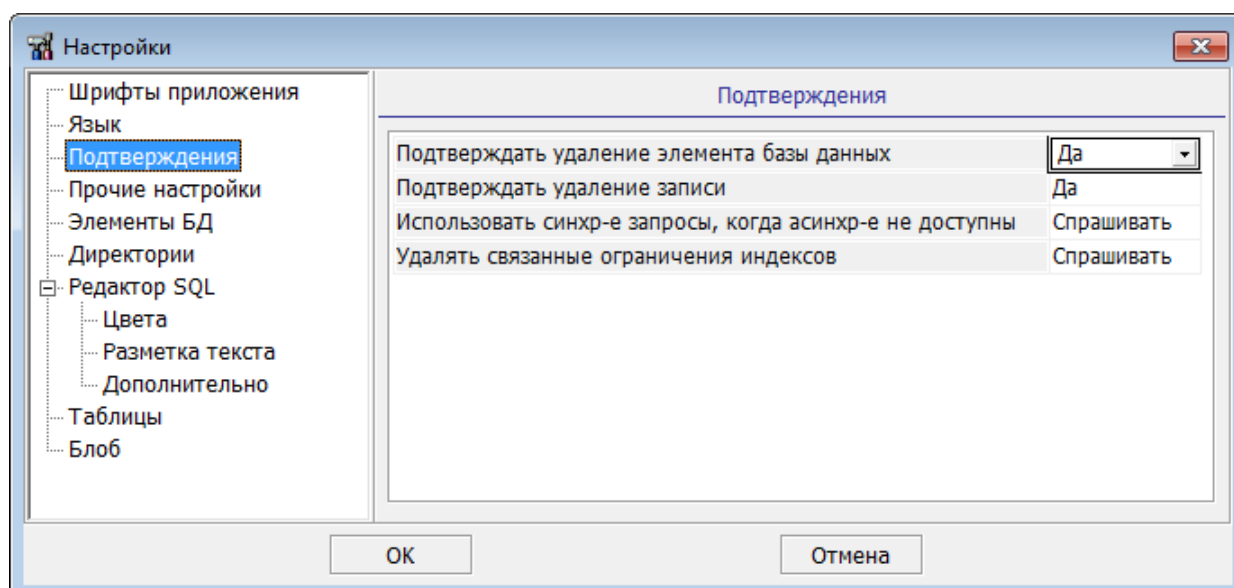 Настройки
Шрифты приложения
Язык
Подтверждения
Прочие настройки
Элементы БД
Директории
Редактор SQL
Цвета
Разметка текста
Дополнительно
Таблицы
Блоб
Подтверждения
Подтверждать удаление элемента базы данных Да
Подтверждать удаление записи Да
Использовать синхр-е запросы, когда асинхр-е не доступны Спрашивать
Удалять связанные ограничения индексов Спрашивать
OK Отмена